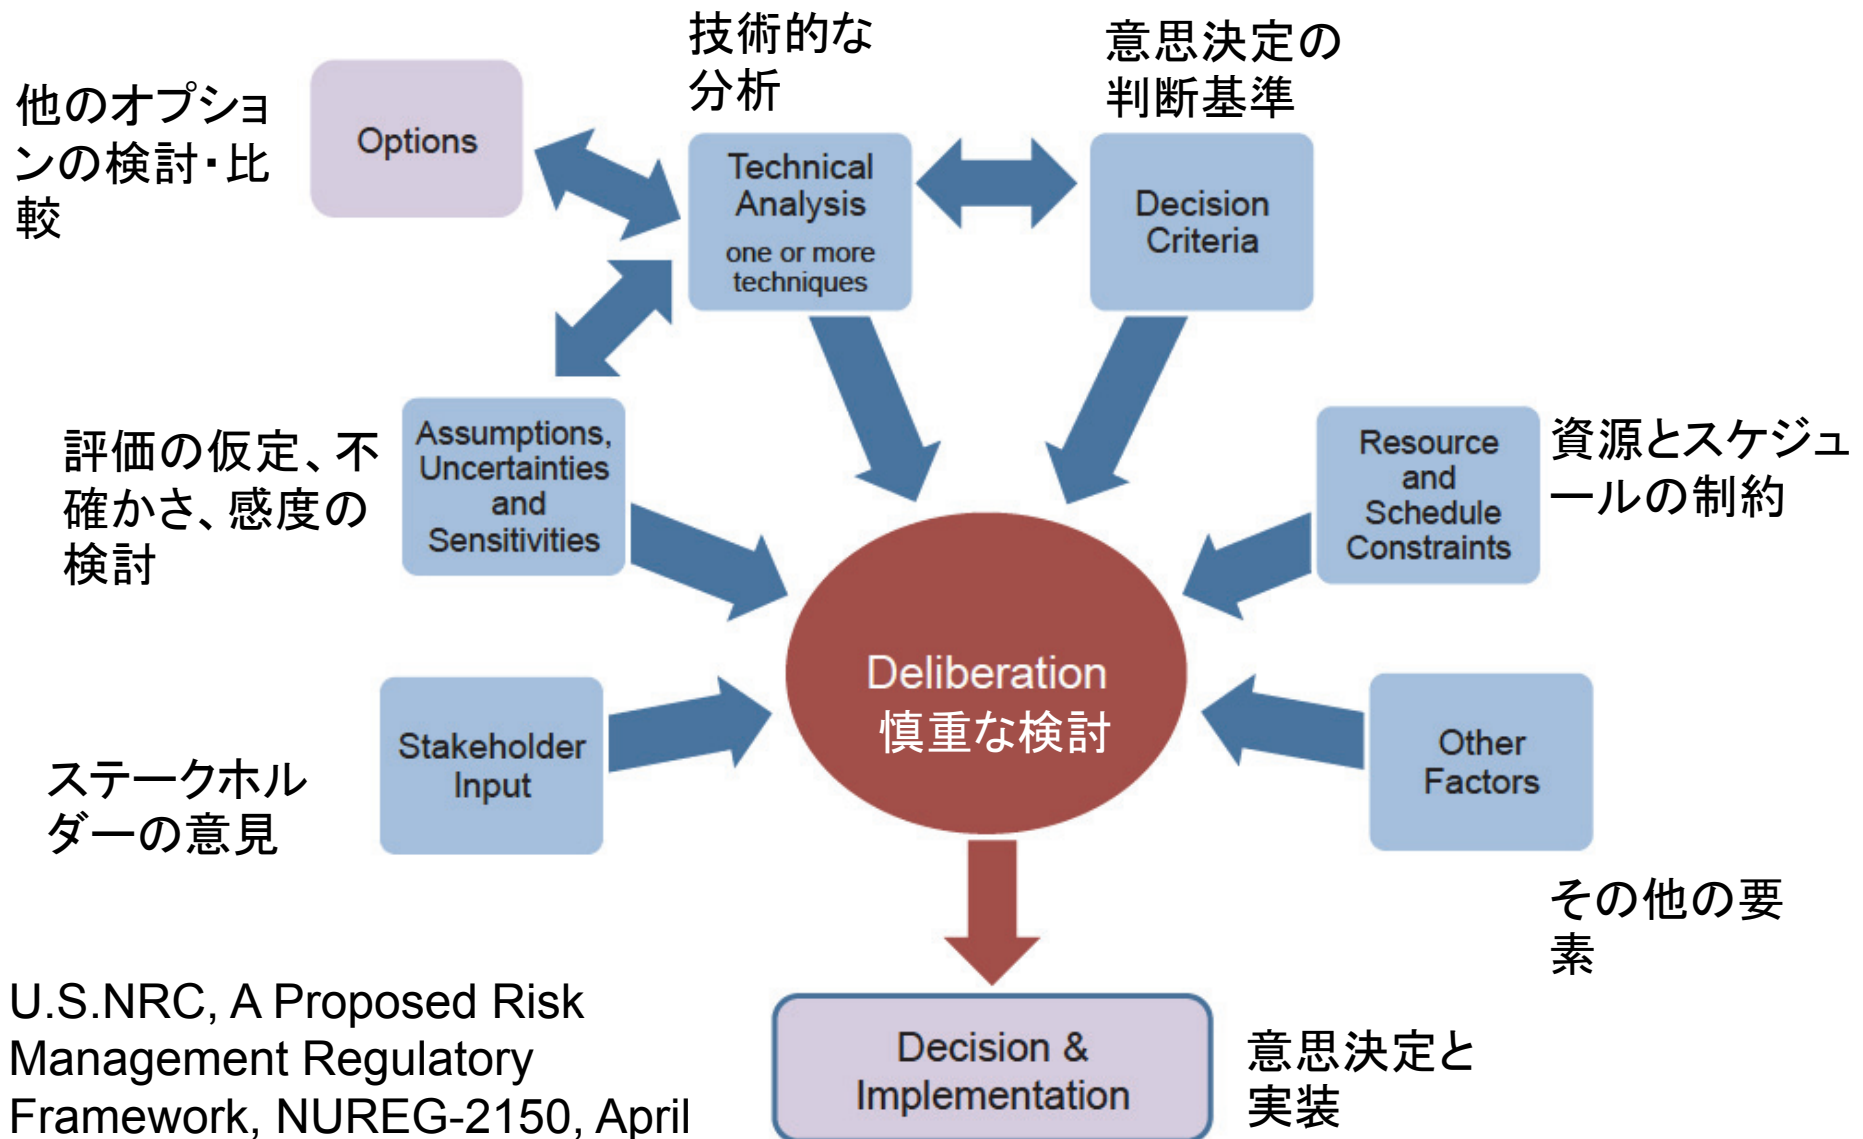 技術的な
分析
意思決定の
判断基準
他のオプショ
ンの検討・比
較
Options
Technical
Analysis
one or more
techniques
Decision
Criteria
評価の仮定、不
確かさ、感度の
検討
Assumptions,
Uncertainties
and
Sensitivities
Resource
and
Schedule
Constraints
資源とスケジュ
ールの制約
Deliberation
慎重な検討
ステークホル
ダーの意見
Stakeholder
Input
Other
Factors
その他の要
素
U.S.NRC, A Proposed Risk
Management Regulatory
Framework, NUREG-2150, April
Decision &
Implementation
意思決定と
実装